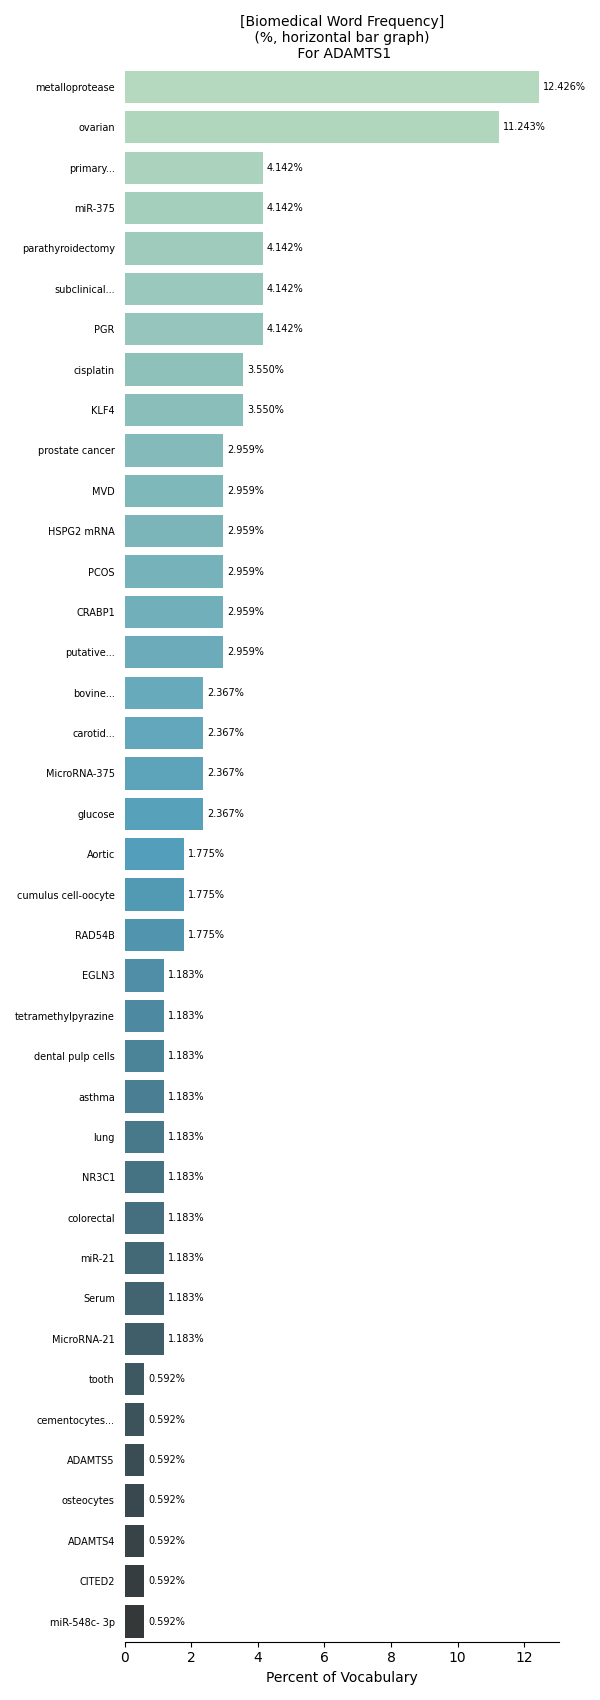 [Biomedical Word Frequency]
(%, horizontal bar graph)
For ADAMTS1
metalloprotease 12.426%
ovarian 11.243%
primary... 4.142%
miR-375 4.142%
parathyroidectomy 4.142%
subclinical... 4.142%
PGR 4.142%
cisplatin 3.550%
KLF4 3.550%
prostate cancer 2.959%
MVD 2.959%
HSPG2 mRNA 2.959%
PCOS 2.959%
CRABP1 2.959%
putative... 2.959%
bovine... 2.367%
carotid... 2.367%
MicroRNA-375 2.367%
glucose 2.367%
Aortic 1.775%
cumulus cell-oocyte 1.775%
RAD54B 1.775%
EGLN3 1.183%
tetramethylpyrazine 1.183%
dental pulp cells 1.183%
asthma 1.183%
lung 1.183%
NR3C1 1.183%
colorectal 1.183%
miR-21 1.183%
Serum 1.183%
MicroRNA-21 1.183%
tooth 0.592%
cementocytes... 0.592%
ADAMTS5 0.592%
osteocytes 0.592%
ADAMTS4 0.592%
CITED2 0.592%
miR-548c- 3p 0.592%
0 2 4 6 8 10 12
Percent of Vocabulary